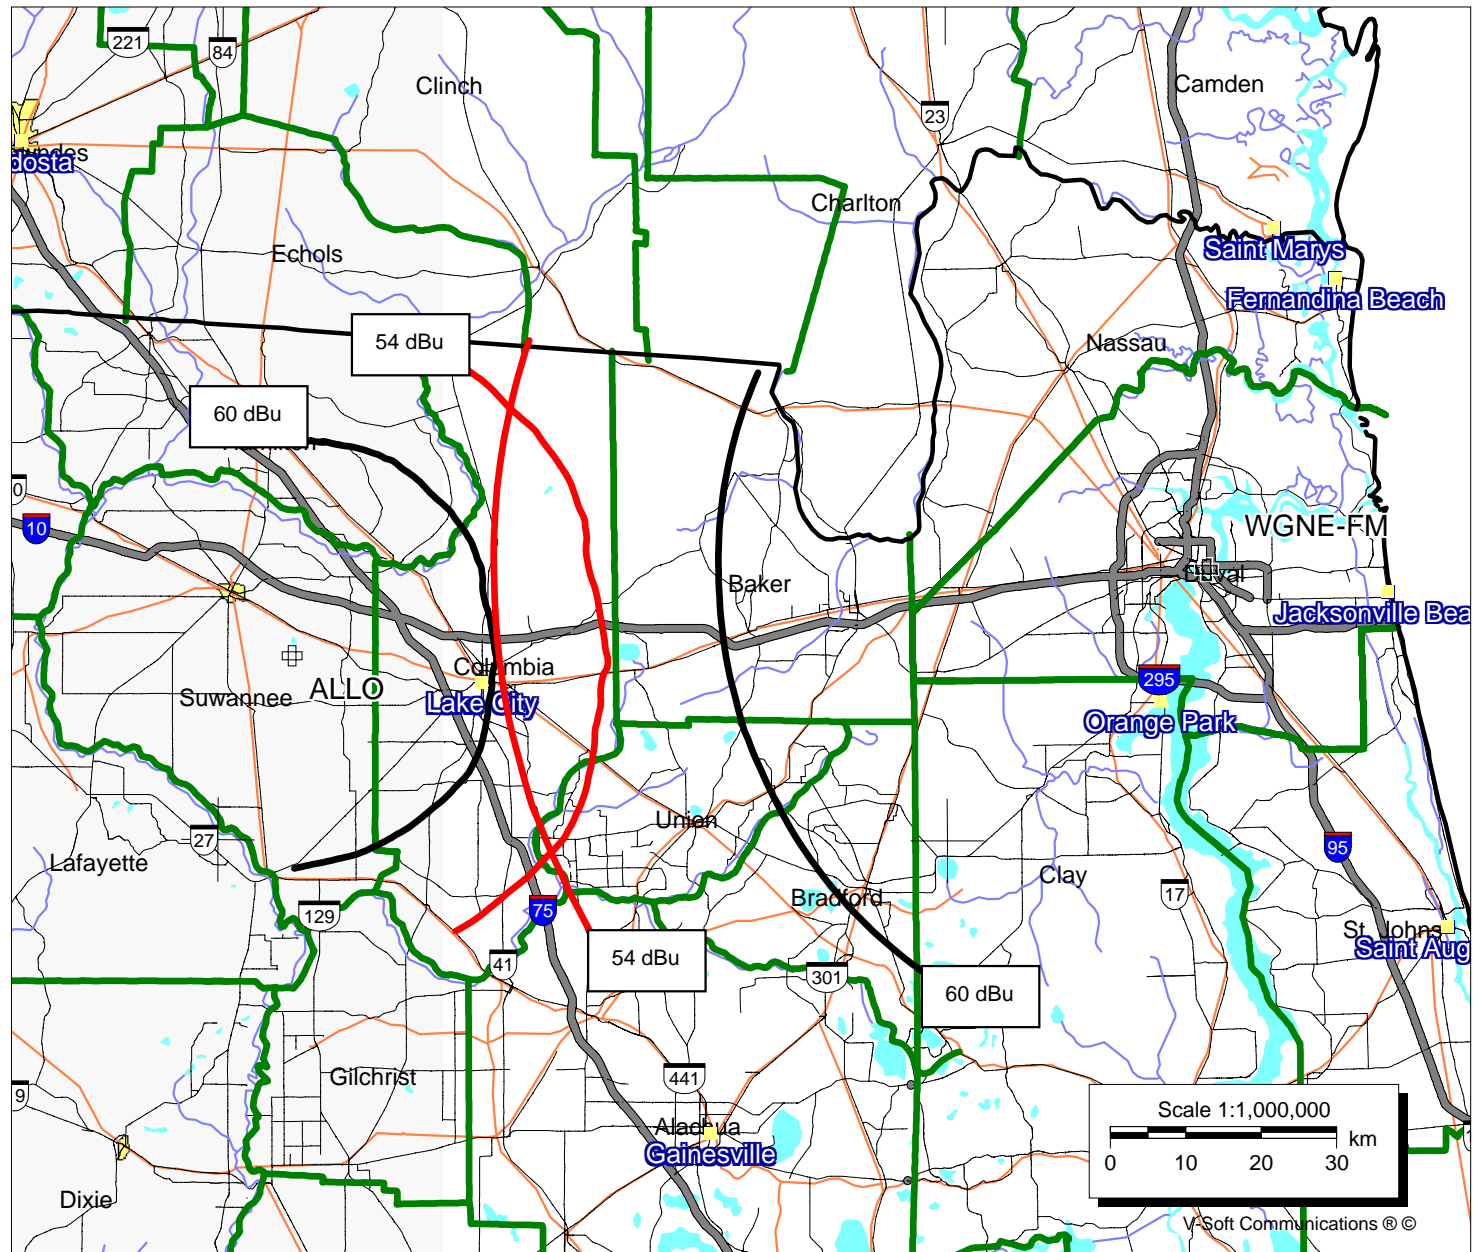 221
84
Clinch
Camden
23
dosta
Charlton
Echols
Saint Marys
Fernandina Beach
54 dBu
Nassau
60 dBu
0
10
WGNE-FM
Baker
Duval
Jacksonville Bea
Columbia
Suwannee
ALLO
Lake City
295
Orange Park
Union
27
Lafayette
95
Clay
17
Bradford
75
129
St. Johns
Saint Aug
41
54 dBu
301
60 dBu
Gilchrist
441
9
Alachua
Gainesville
Scale 1:1,000,000
km
0 10 20 30
Dixie
V-Soft Communications ® ©